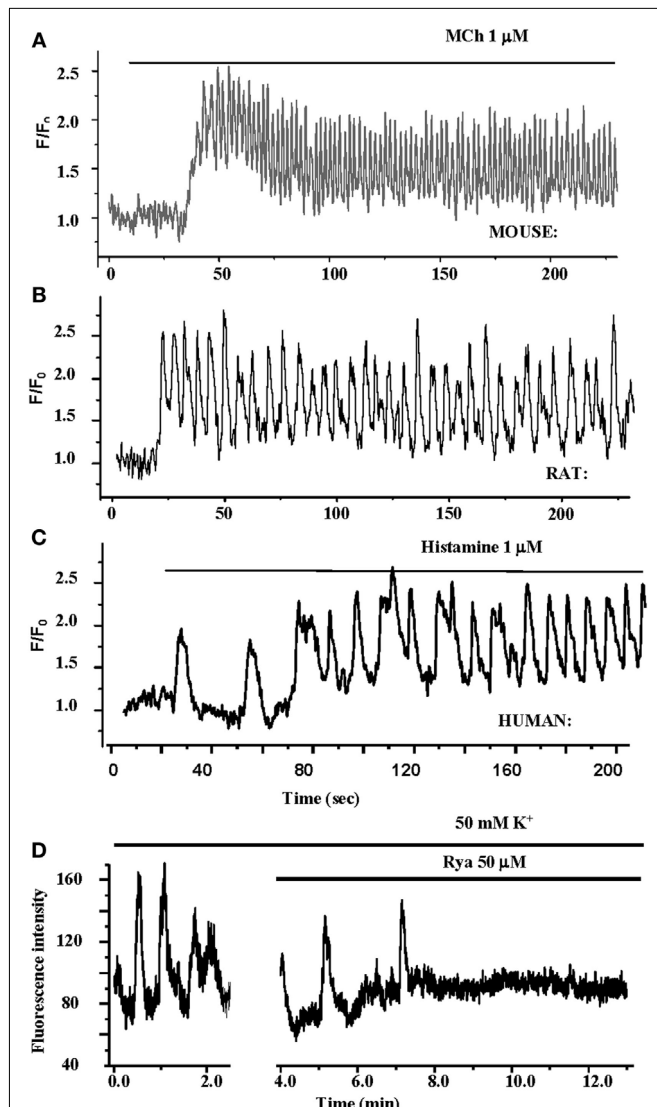 A
MCh 1 μM
2.5
2.0
1.5
1.0
F/F₀
MOUSE:
0 50 100 150 200
B
2.5
2.0
1.5
1.0
F/F₀
RAT:
0 50 100 150 200
C
Histamine 1 μM
2.5
2.0
1.5
1.0
F/F₀
HUMAN:
0 40 80 120 160 200
Time (sec)
50 mM K⁺
D
Rya 50 μM
160
120
80
40
Fluorescence intensity
0.0 2.0 4.0 6.0 8.0 10.0 12.0
Time (min)